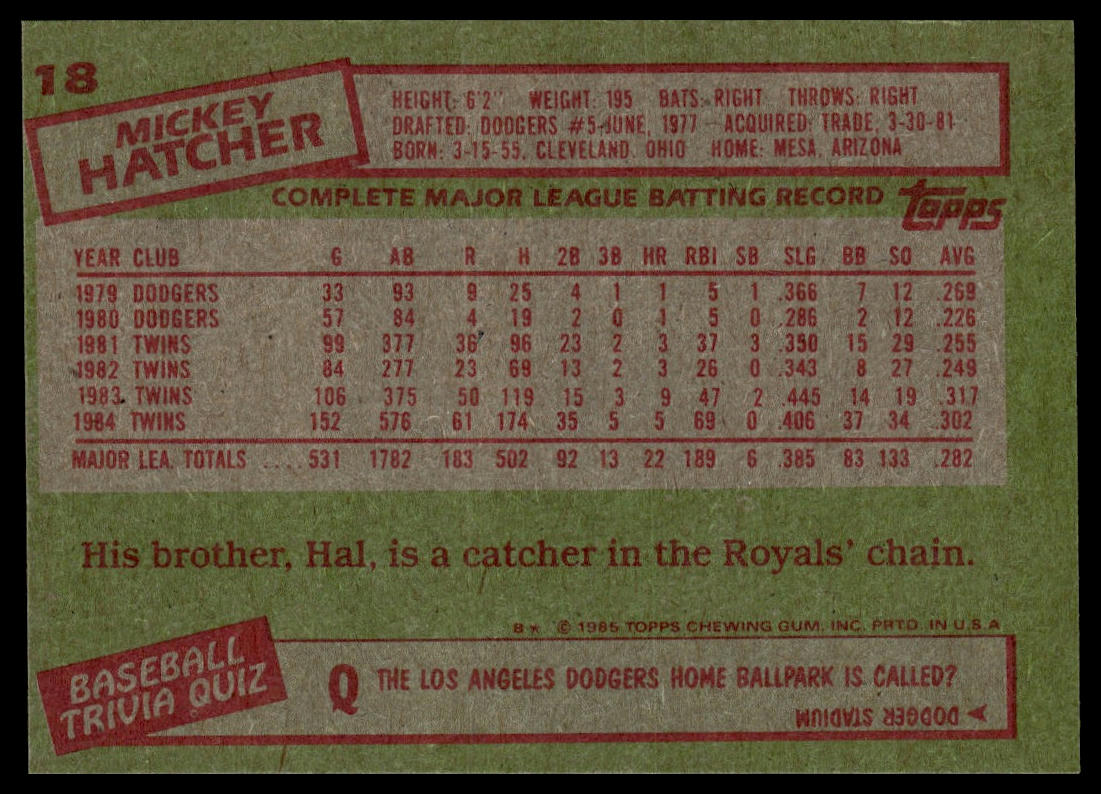 18
MICKEY
HATCHER
HEIGHT: 6'2" WEIGHT: 195 BATS: RIGHT THROWS: RIGHT
DRAFTED: DODGERS #5-JUNE, 1977 - ACQUIRED: TRADE, 3-30-81
BORN: 3-15-55, CLEVELAND, OHIO HOME: MESA, ARIZONA
COMPLETE MAJOR LEAGUE BATTING RECORD topps
YEAR CLUB G AB R H 2B 3B HR RBI SB SLG BB SO AVG
1979 DODGERS 33 93 9 25 4 1 1 5 1 .366 7 12 .269
1980 DODGERS 57 84 4 19 2 0 1 5 0 .286 2 12 .226
1981 TWINS 99 377 36 96 23 2 3 37 3 .350 15 29 .255
1982 TWINS 84 277 23 69 13 2 3 26 0 .343 8 27 .249
1983 TWINS 106 375 50 119 15 3 9 47 2 .445 14 19 .317
1984 TWINS 152 576 61 174 35 5 5 69 0 .406 37 34 .302
MAJOR LEA. TOTALS .... 531 1782 183 502 92 13 22 189 6 .385 83 133 .282
His brother, Hal, is a catcher in the Royals' chain.
B* © 1985 TOPPS CHEWING GUM, INC. PRTD. IN U.S.A
BASEBALL
TRIVIA QUIZ
Q THE LOS ANGELES DODGERS HOME BALLPARK IS CALLED?
DODGER STADIUM